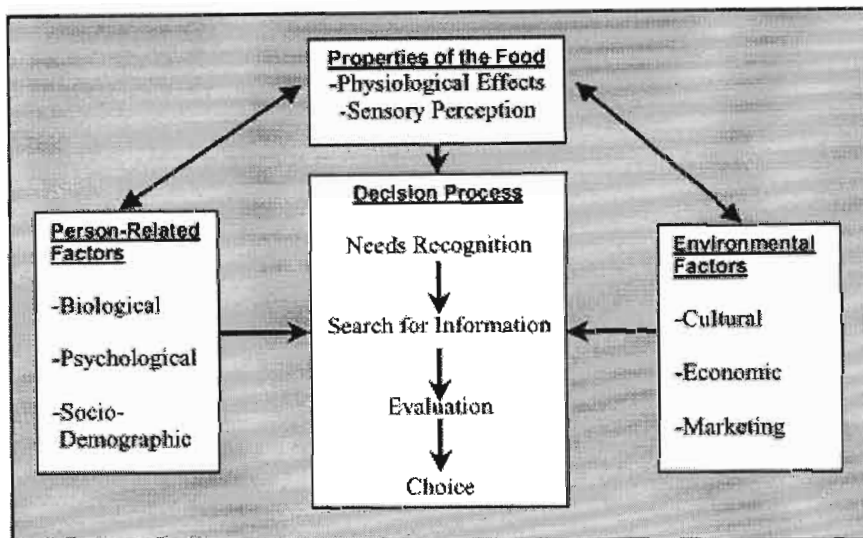 Properties of the Food
-Physiological Effects
-Sensory Perception
Decision Process
Needs Recognition
Search for Information
Evaluation
Choice
Person-Related
Factors
-Biological
-Psychological
-Socio-
Demographic
Environmental
Factors
-Cultural
-Economic
-Marketing